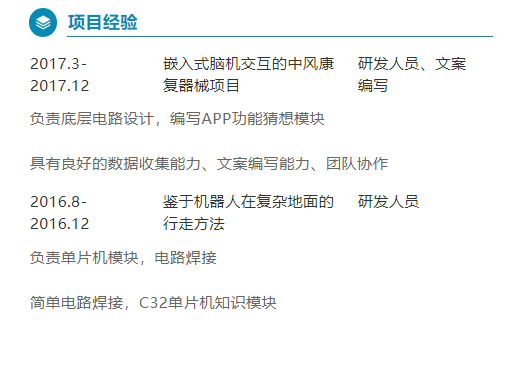 项目经验
2017.3-2017.12 嵌入式脑机交互的中风康复器械项目 研发人员、文案编写
负责底层电路设计，编写APP功能猜想模块
具有良好的数据收集能力、文案编写能力、团队协作
2016.8-2016.12 鉴于机器人在复杂地面的行走方法 研发人员
负责单片机模块，电路焊接
简单电路焊接，C32单片机知识模块